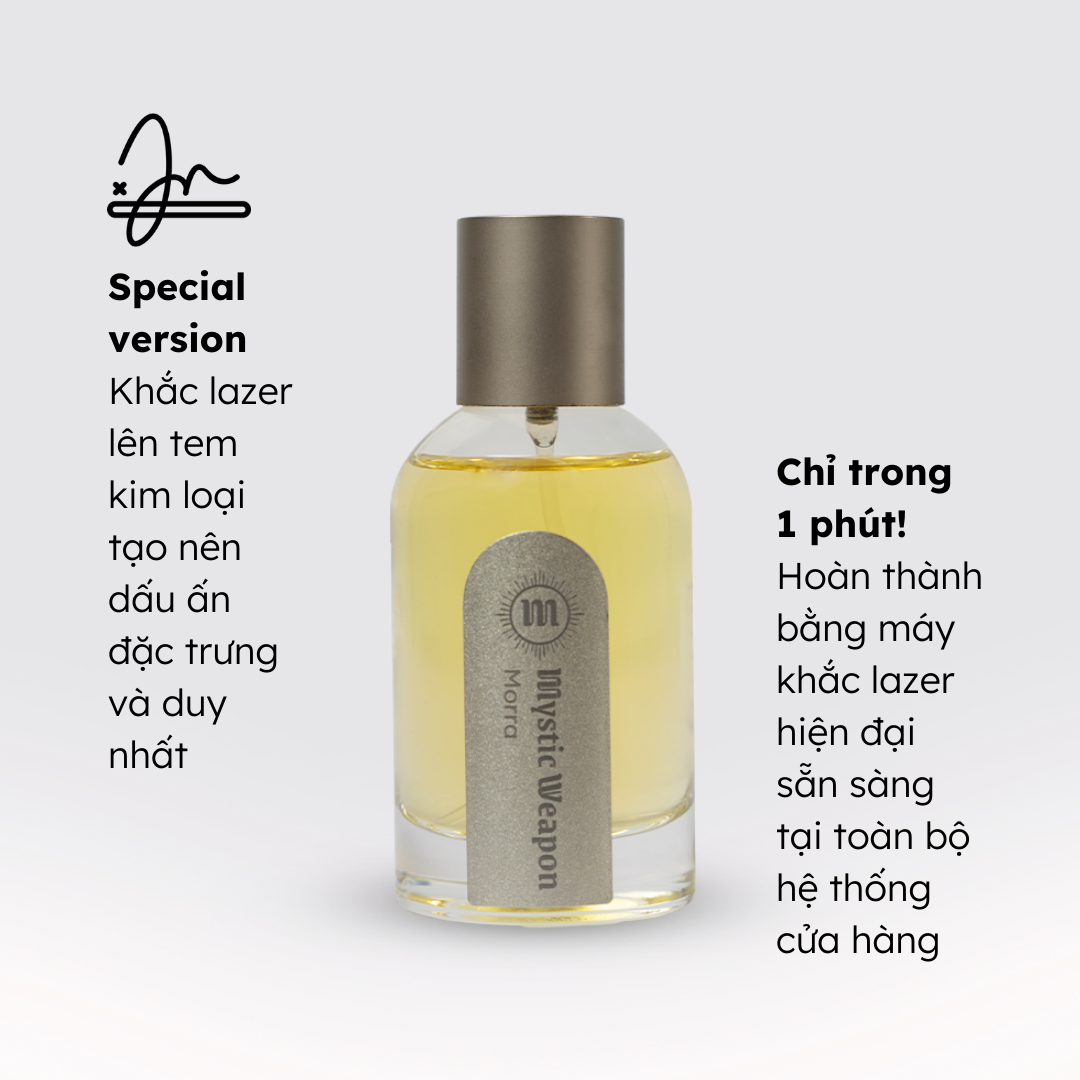 Special
version
Khắc lazer
lên tem
kim loại
tạo nên
dấu ấn
đặc trưng
và duy
nhất
m
Mystic Weapon
Morra
Chỉ trong
1 phút!
Hoàn thành
bằng máy
khắc lazer
hiện đại
sẵn sàng
tại toàn bộ
hệ thống
cửa hàng